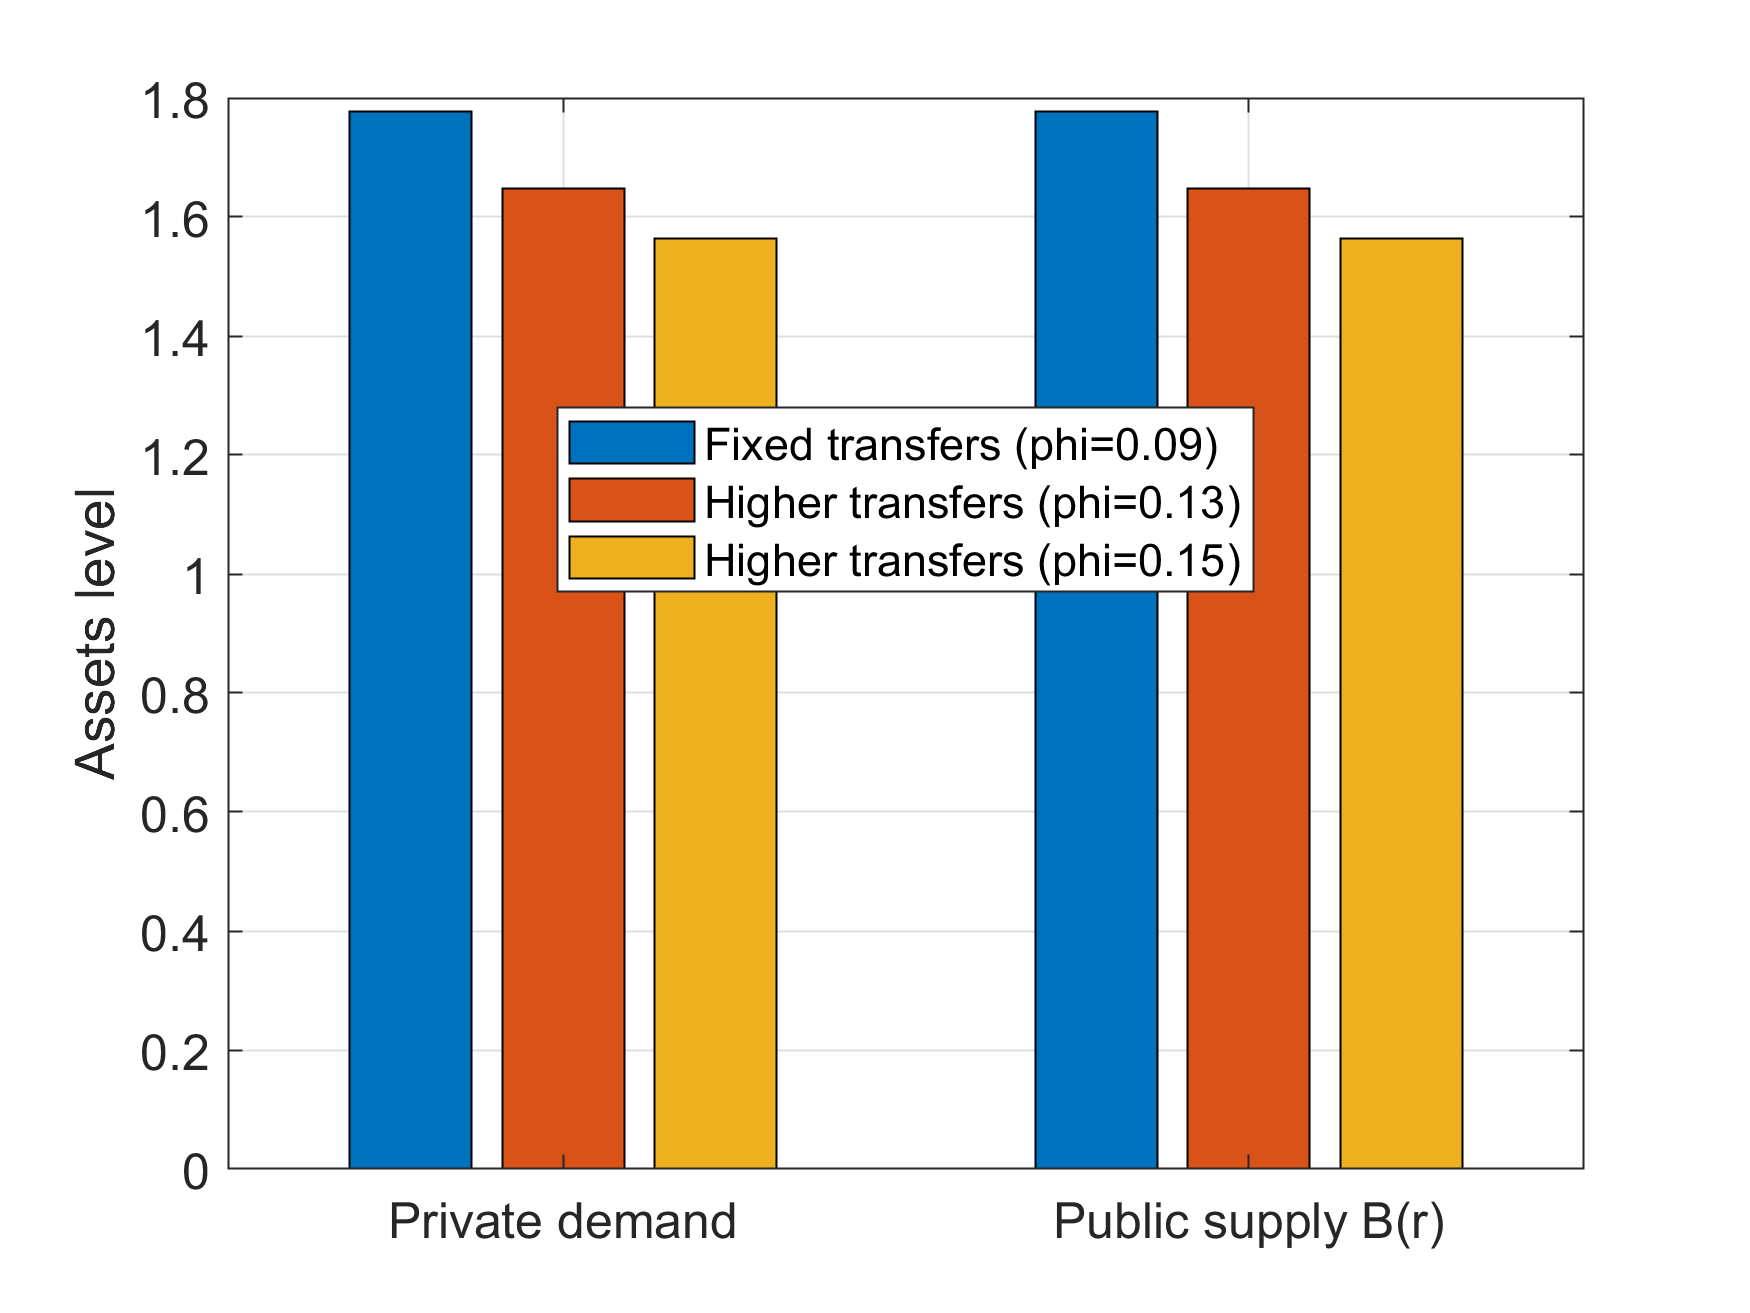 Assets level
1.8
1.6
1.4
1.2
1
0.8
0.6
0.4
0.2
0
Fixed transfers (phi=0.09)
Higher transfers (phi=0.13)
Higher transfers (phi=0.15)
Private demand
Public supply B(r)